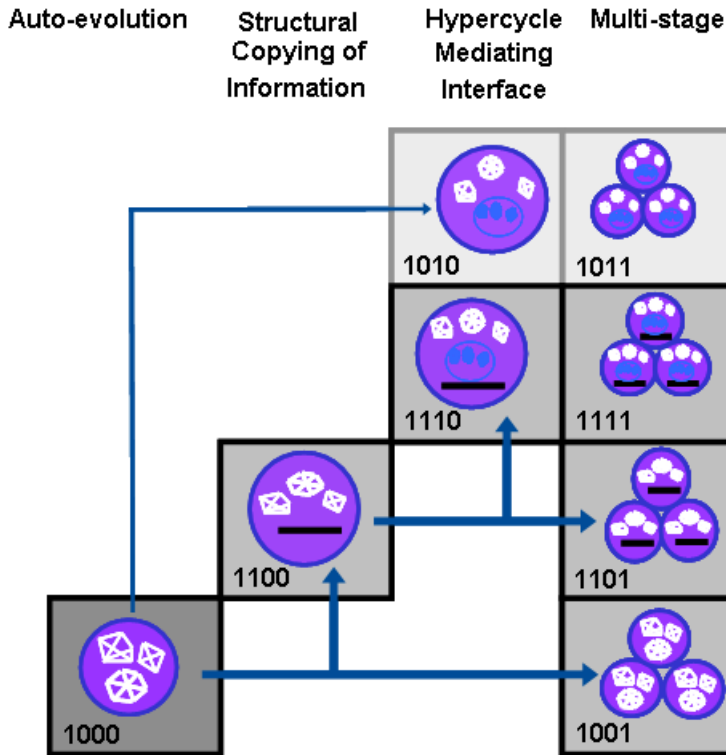 Auto-evolution
Structural
Copying of
Information
Hypercycle
Mediating
Interface
Multi-stage
1010
1011
1110
1111
1100
1101
1000
1001